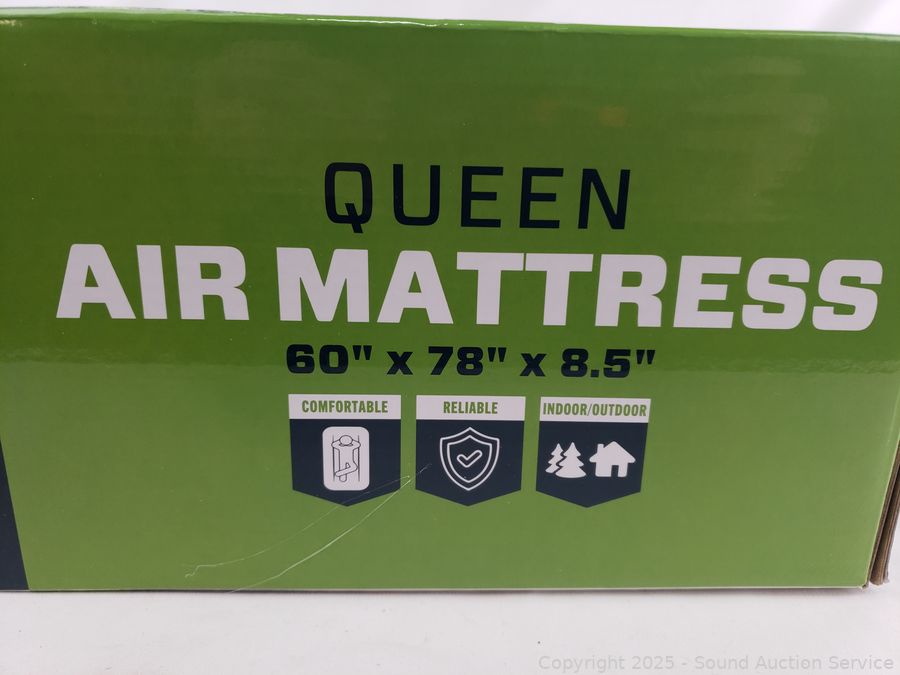 QUEEN
AIR MATTRESS
60" x 78" x 8.5"
COMFORTABLE
RELIABLE
INDOOR/OUTDOOR
Copyright 2025 - Sound Auction Service